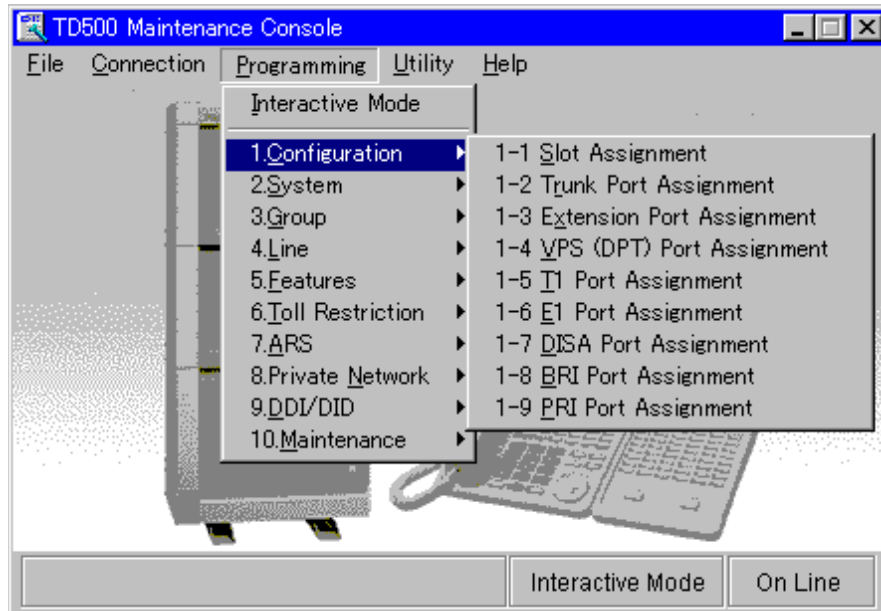 TD500 Maintenance Console
File Connection Programming Utility Help
Interactive Mode
1.Configuration
2.System
3.Group
4.Line
5.Features
6.Toll Restriction
7.ARS
8.Private Network
9.DDI/DID
10.Maintenance
1-1 Slot Assignment
1-2 Trunk Port Assignment
1-3 Extension Port Assignment
1-4 VPS (DPT) Port Assignment
1-5 T1 Port Assignment
1-6 E1 Port Assignment
1-7 DISA Port Assignment
1-8 BRI Port Assignment
1-9 PRI Port Assignment
Interactive Mode
On Line